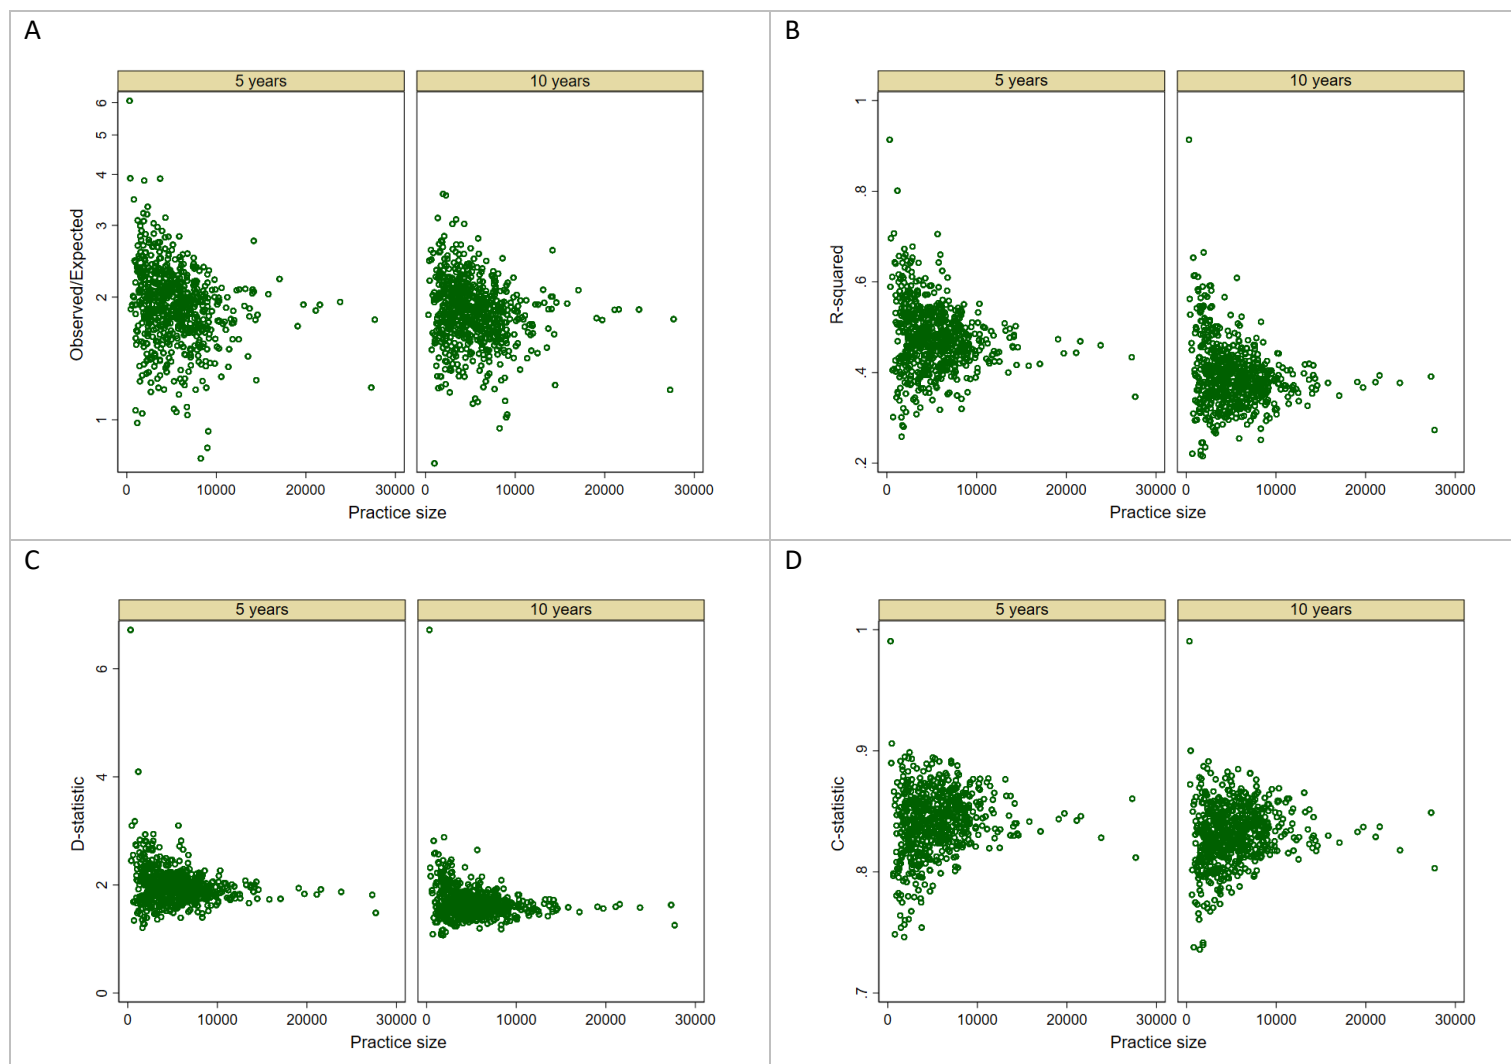 A
5 years 10 years
Observed/Expected
6
5
4
3
2
1
0 10000 20000 30000 0 10000 20000 30000
Practice size
B
5 years 10 years
R-squared
1
.8
.6
.4
.2
0 10000 20000 30000 0 10000 20000 30000
Practice size
C
5 years 10 years
D-statistic
6
4
2
0
0 10000 20000 30000 0 10000 20000 30000
Practice size
D
5 years 10 years
C-statistic
1
.9
.8
.7
0 10000 20000 30000 0 10000 20000 30000
Practice size